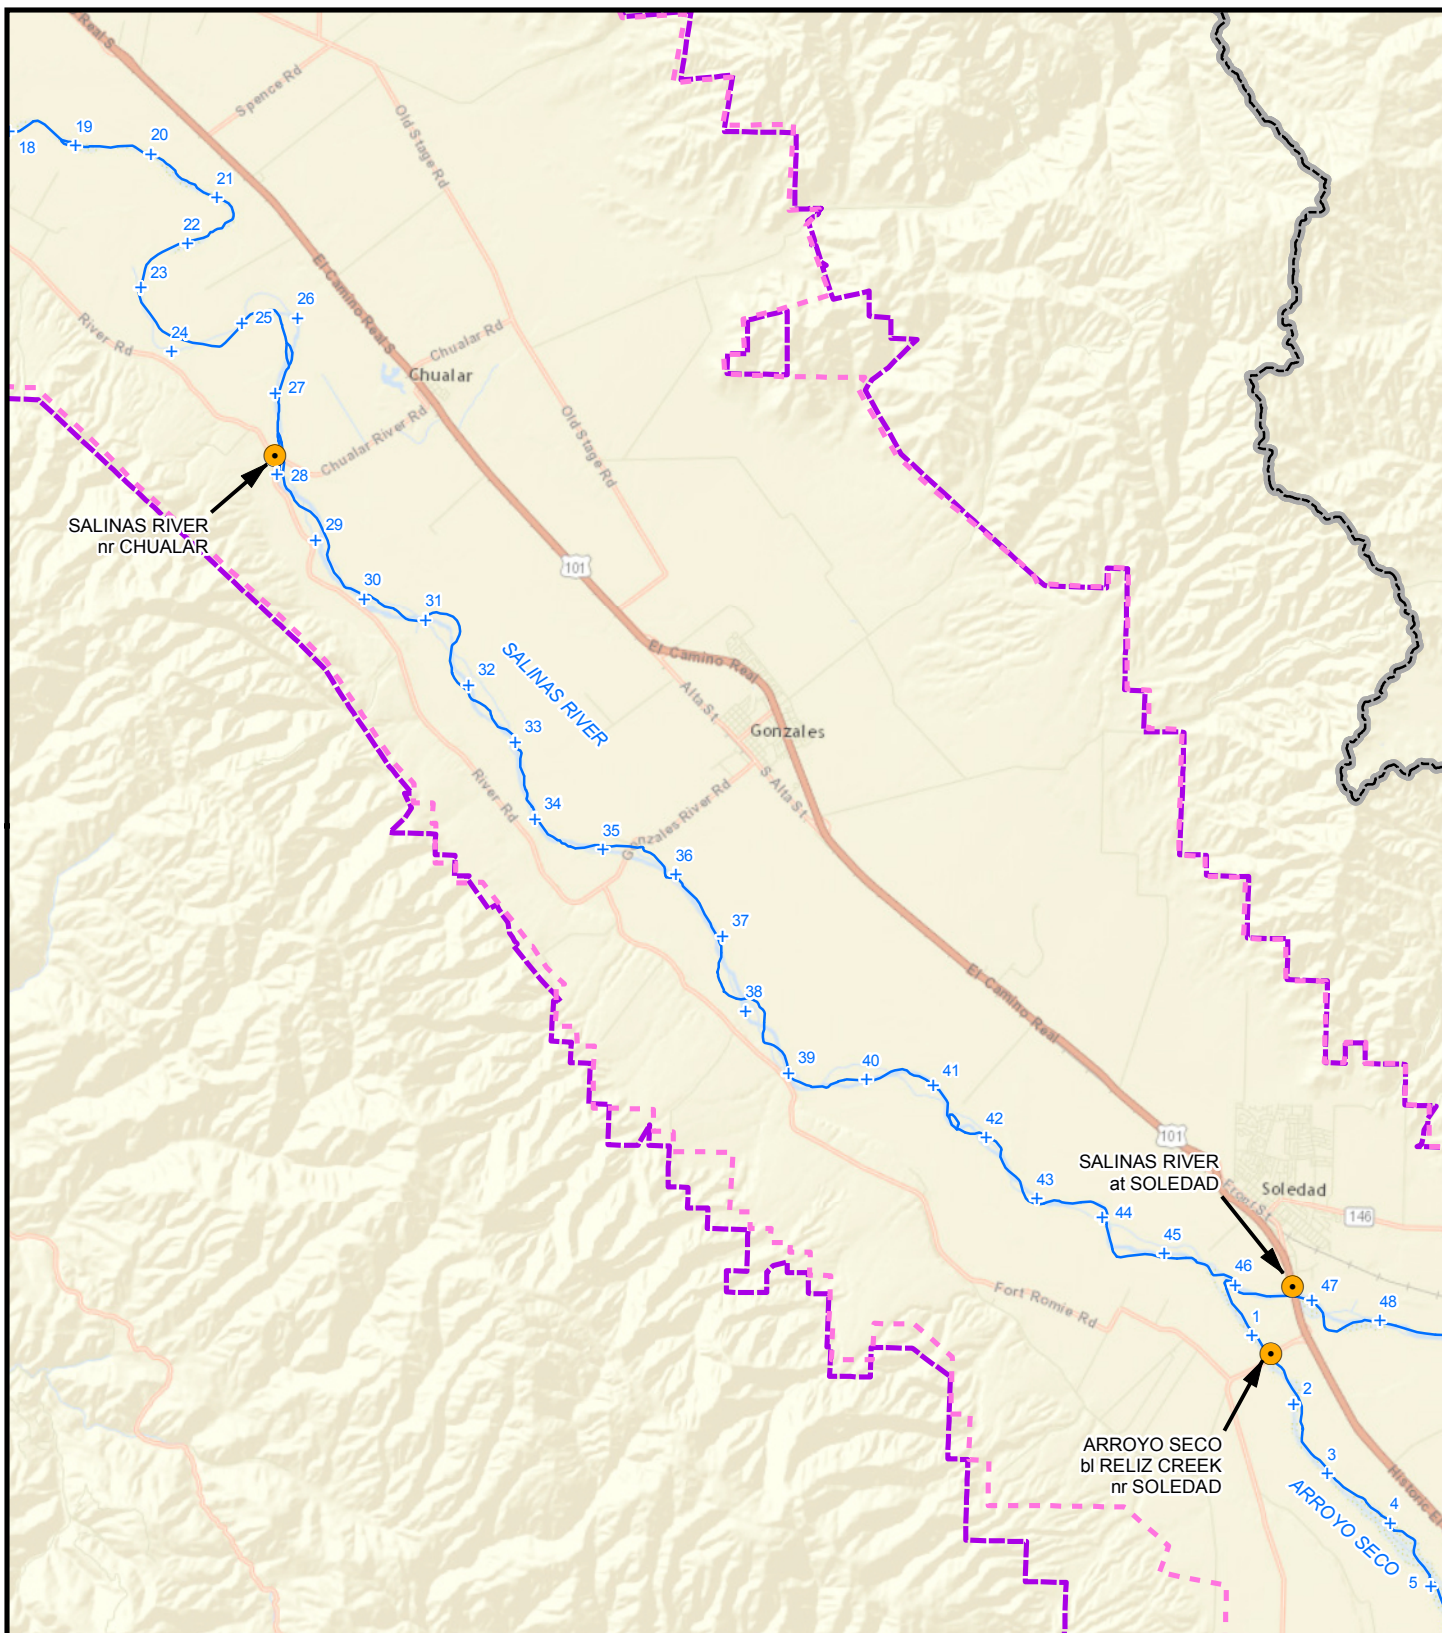 Real S
Spence Rd
Old Stage Rd
19
20
18
21
22
23
24
25
26
27
28
River Rd
El Camino Real S
Chualar Rd
Chualar
Chualar River Rd
Old Stage Rd
SALINAS RIVER
nr CHUALAR
29
30
31
32
33
34
35
36
101
SALINAS RIVER
El Camino Real
Alta St
Gonzales
S Alta St
River Rd
Gonzales River Rd
37
38
39
40
41
42
43
44
45
46
47
48
El Camino Real
101
SALINAS RIVER
at SOLEDAD
Soledad
Front St
146
Fort Romie Rd
1
2
3
4
5
ARROYO SECO
bl RELIZ CREEK
nr SOLEDAD
ARROYO SECO
Historic El